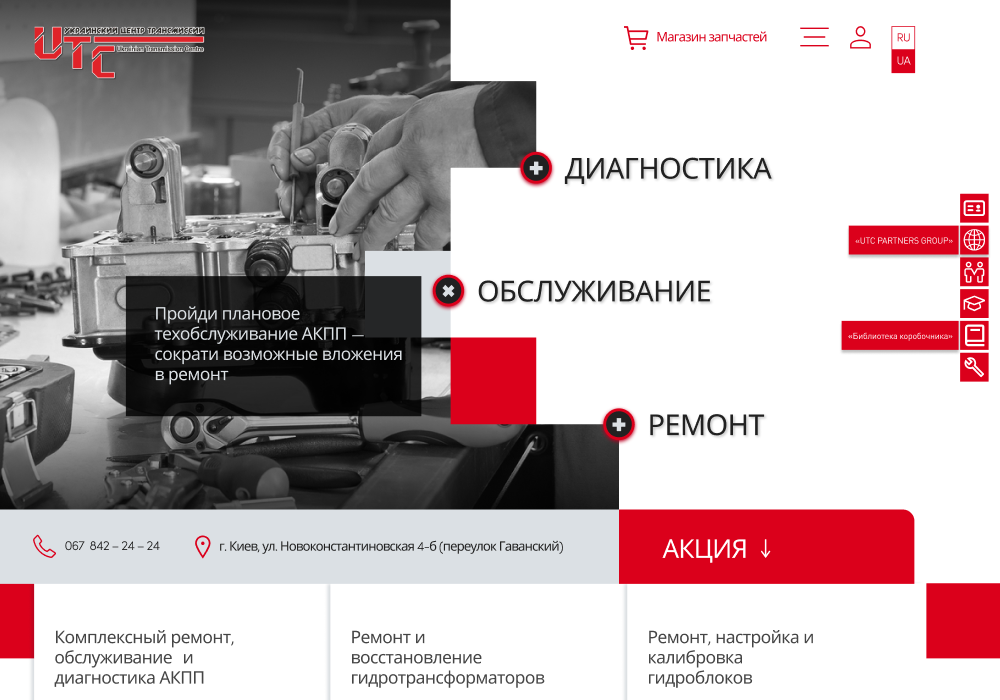 УКРАИНСКИЙ ЦЕНТР ТРАНСМИССИЙ
UTC
Ukrainian Transmission Centre
Магазин запчастей
RU
UA
ДИАГНОСТИКА
«UTC PARTNERS GROUP»
ОБСЛУЖИВАНИЕ
Пройди плановое
техобслуживание АКПП —
сократи возможные вложения
в ремонт
«Библиотека коробочника»
РЕМОНТ
067 842 – 24 – 24
г. Киев, ул. Новоконстантиновская 4-б (переулок Гаванский)
АКЦИЯ ↓
Комплексный ремонт,
обслуживание и
диагностика АКПП
Ремонт и
восстановление
гидротрансформаторов
Ремонт, настройка и
калибровка
гидроблоков